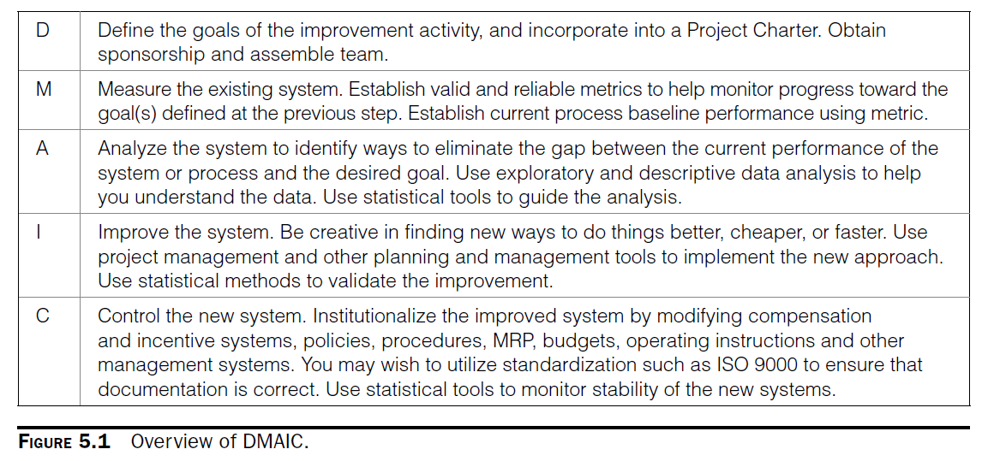 D Define the goals of the improvement activity, and incorporate into a Project Charter. Obtain
sponsorship and assemble team.
M Measure the existing system. Establish valid and reliable metrics to help monitor progress toward the
goal(s) defined at the previous step. Establish current process baseline performance using metric.
A Analyze the system to identify ways to eliminate the gap between the current performance of the
system or process and the desired goal. Use exploratory and descriptive data analysis to help
you understand the data. Use statistical tools to guide the analysis.
I Improve the system. Be creative in finding new ways to do things better, cheaper, or faster. Use
project management and other planning and management tools to implement the new approach.
Use statistical methods to validate the improvement.
C Control the new system. Institutionalize the improved system by modifying compensation
and incentive systems, policies, procedures, MRP, budgets, operating instructions and other
management systems. You may wish to utilize standardization such as ISO 9000 to ensure that
documentation is correct. Use statistical tools to monitor stability of the new systems.
FIGURE 5.1 Overview of DMAIC.